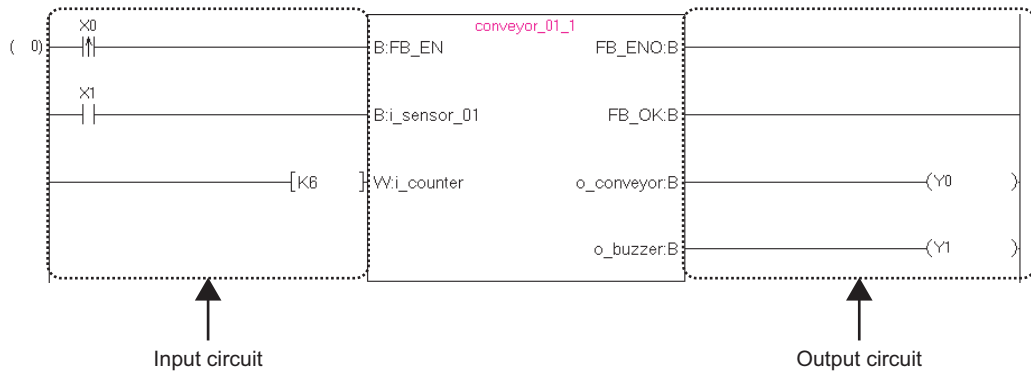 conveyor_01_1
X0
( 0)
B:FB_EN
FB_ENO:B
X1
B:i_sensor_01
FB_OK:B
[K6 ]
W:i_counter
o_conveyor:B
(Y0 )
o_buzzer:B
(Y1 )
Input circuit
Output circuit